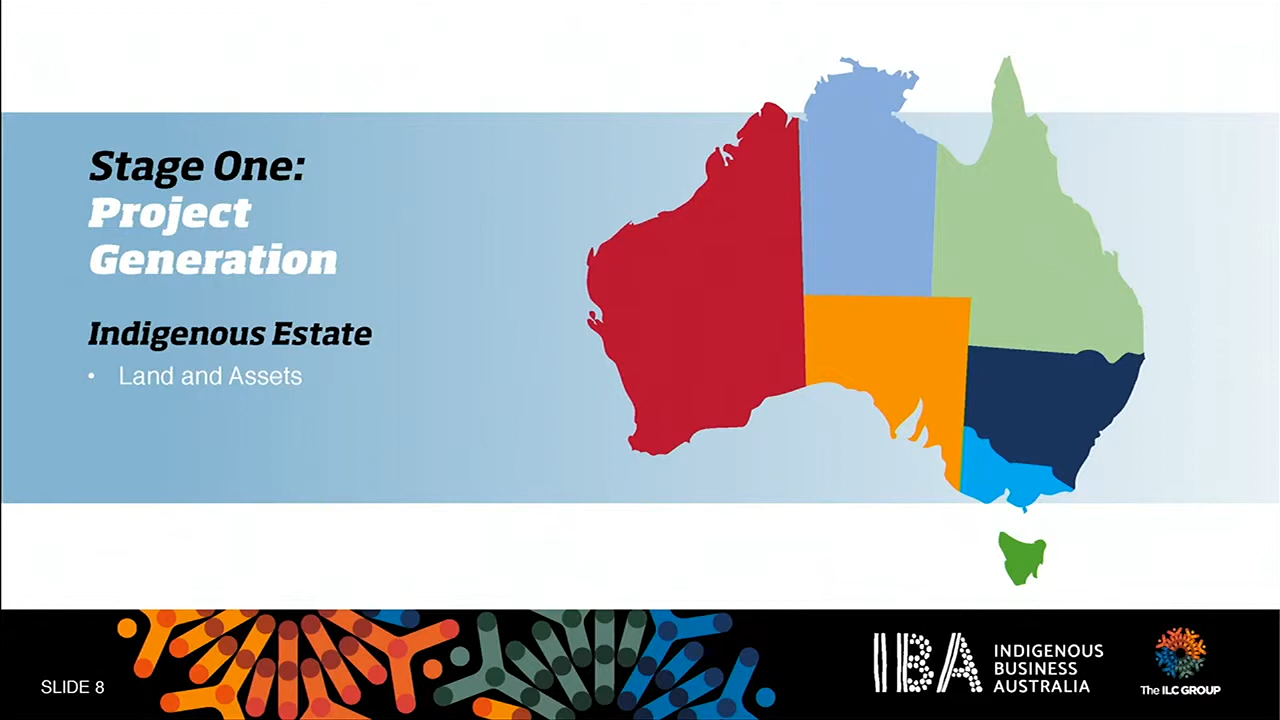 Stage One:
Project
Generation
Indigenous Estate
• Land and Assets
SLIDE 8
IBA
INDIGENOUS
BUSINESS
AUSTRALIA
The ILC GROUP